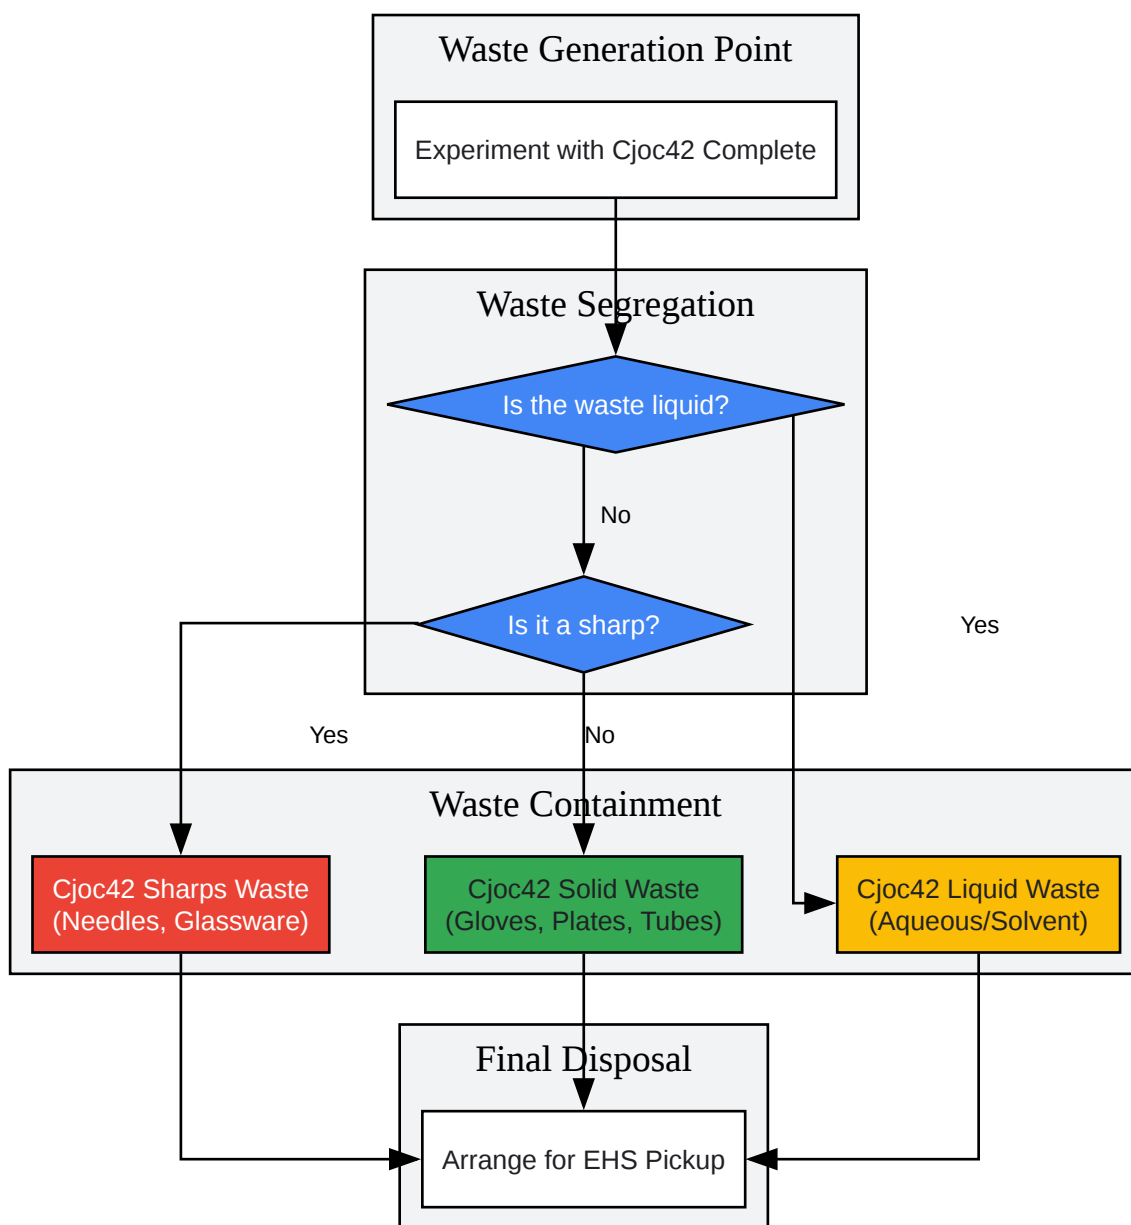 Waste Generation Point
Experiment with Cjoc42 Complete
Waste Segregation
Is the waste liquid?
No
Is it a sharp?
Yes
Yes
No
Waste Containment
Cjoc42 Sharps Waste
(Needles, Glassware)
Cjoc42 Solid Waste
(Gloves, Plates, Tubes)
Cjoc42 Liquid Waste
(Aqueous/Solvent)
Final Disposal
Arrange for EHS Pickup